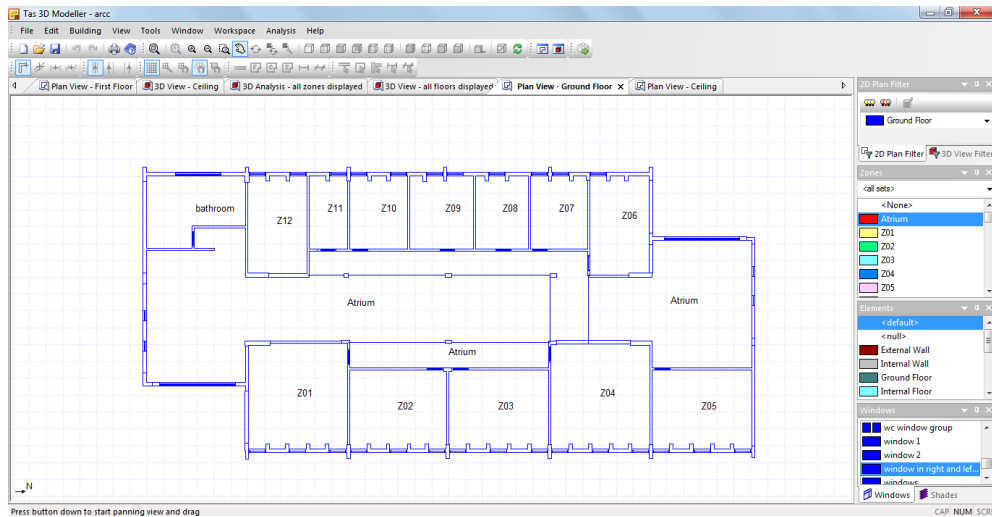 Tas 3D Modeller - arcc
File Edit Building View Tools Window Workspace Analysis Help
Plan View - First Floor 3D View - Ceiling 3D Analysis - all zones displayed 3D View - all floors displayed Plan View - Ground Floor Plan View - Ceiling
2D Plan Filter
Ground Floor
2D Plan Filter 3D View Filter
Zones
<all sets>
<None>
Atrium
Z01
Z02
Z03
Z04
Z05
Elements
<default>
<null>
External Wall
Internal Wall
Ground Floor
Internal Floor
Windows
wc window group
window 1
window 2
window in right and lef...
windows
Windows Shades
bathroom Z12 Z11 Z10 Z09 Z08 Z07 Z06
Atrium Atrium
Atrium
Z01 Z02 Z03 Z04 Z05
N
Press button down to start panning view and drag
CAP NUM SCRL